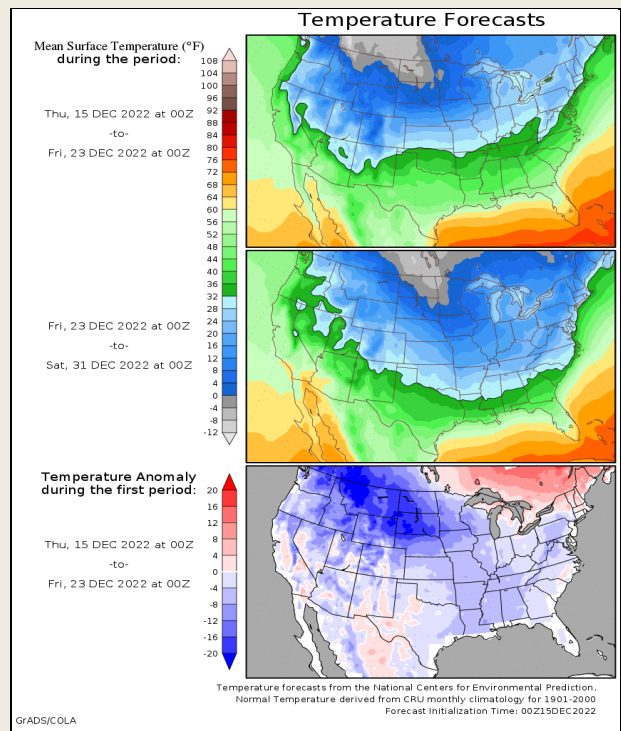 Temperature Forecasts
Mean Surface Temperature (°F)
during the period:
Thu, 15 DEC 2022 at 00Z
-to-
Fri, 23 DEC 2022 at 00Z
108
104
100
96
92
88
84
80
76
72
68
64
60
56
52
48
44
40
36
32
28
24
20
16
12
8
4
0
-4
-8
-12
Fri, 23 DEC 2022 at 00Z
-to-
Sat, 31 DEC 2022 at 00Z
Temperature Anomaly
during the first period:
Thu, 15 DEC 2022 at 00Z
-to-
Fri, 23 DEC 2022 at 00Z
20
16
12
8
4
0
-4
-8
-12
-16
-20
Temperature forecasts from the National Centers for Environmental Prediction.
Normal Temperature derived from CRU monthly climatology for 1901-2000
Forecast Initialization Time: 00Z15DEC2022
GrADS/COLA